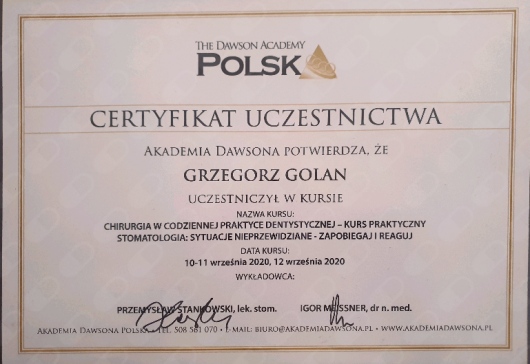 THE DAWSON ACADEMY
POLSKA
CERTYFIKAT UCZESTNICTWA
AKADEMIA DAWSONA POTWIERDZA, ŻE
GRZEGORZ GOLAN
UCZESTNICZYŁ W KURSIE
NAZWA KURSU:
CHIRURGIA W CODZIENNEJ PRAKTYCE DENTYSTYCZNEJ – KURS PRAKTYCZNY
STOMATOLOGIA: SYTUACJE NIEPRZEWIDZIANE - ZAPOBIEGAJ I REAGUJ
DATA KURSU:
10-11 września 2020, 12 września 2020
WYKŁADOWCA:
PRZEMYSŁAW STANKOWSKI, lek. stom. IGOR MEISSNER, dr n. med.
AKADEMIA DAWSONA POLSKA • TEL. 508 581 070 • E-MAIL: BIURO@AKADEMIADAWSONA.PL • WWW.AKADEMIADAWSONA.PL